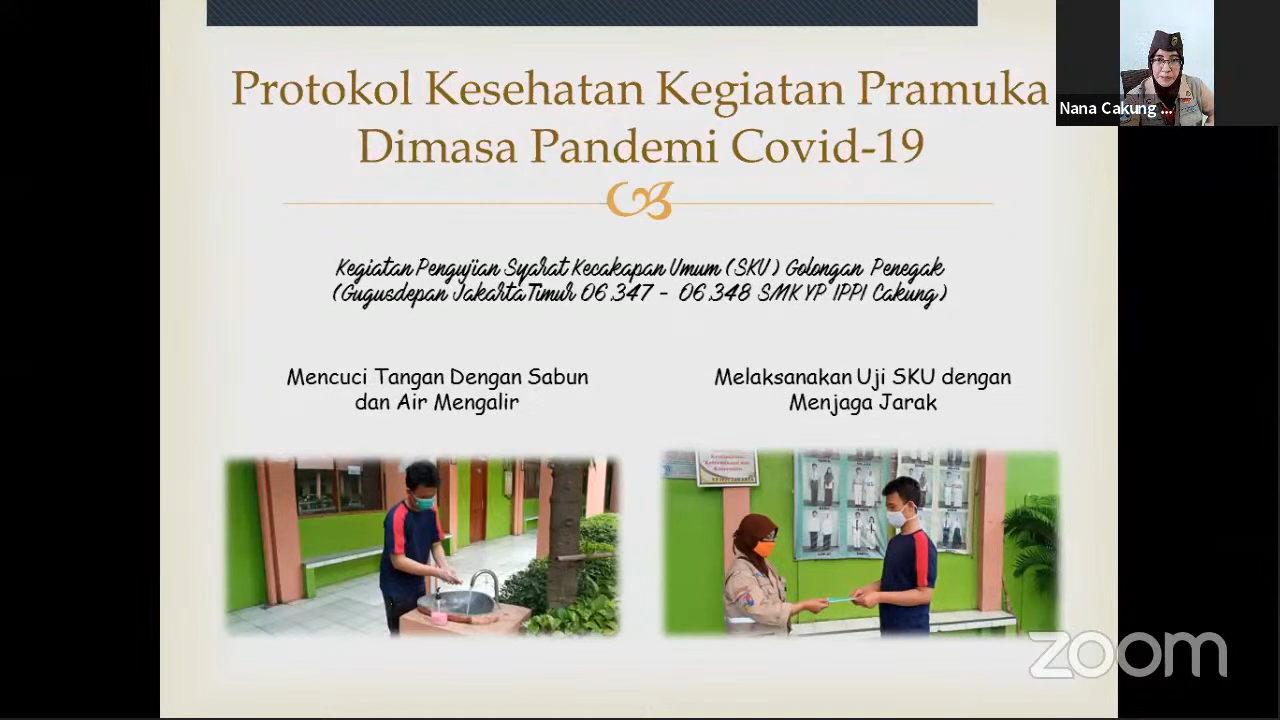 Protokol Kesehatan Kegiatan Pramuka
Dimasa Pandemi Covid-19
Kegiatan Pengujian Syarat Kecakapan Umum (SKU) Golongan Penegak
(Gugusdepan Jakarta Timur 06.347 - 06.348 SMK YP IPPI Cakung)
Mencuci Tangan Dengan Sabun
dan Air Mengalir
Melaksanakan Uji SKU dengan
Menjaga Jarak
Nana Cakung ...
zoom